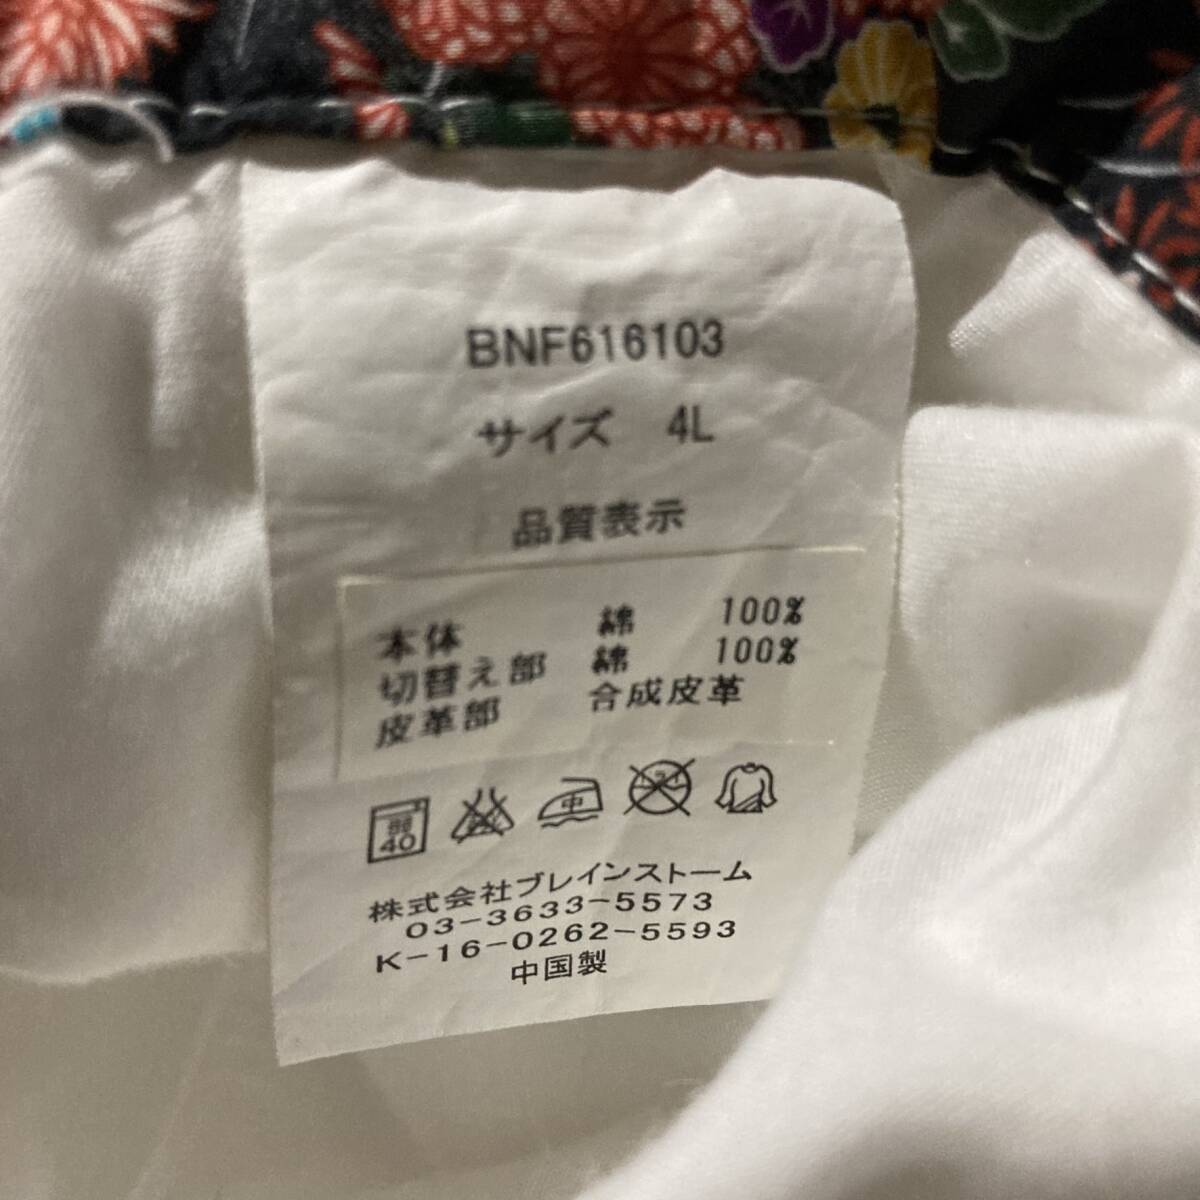 BNF616103
サイズ 4L
品質表示
本体 綿 100%
切替え部 綿 100%
皮革部 合成皮革
40
中
株式会社ブレインストーム
03-3633-5573
K-16-0262-5593
中国製